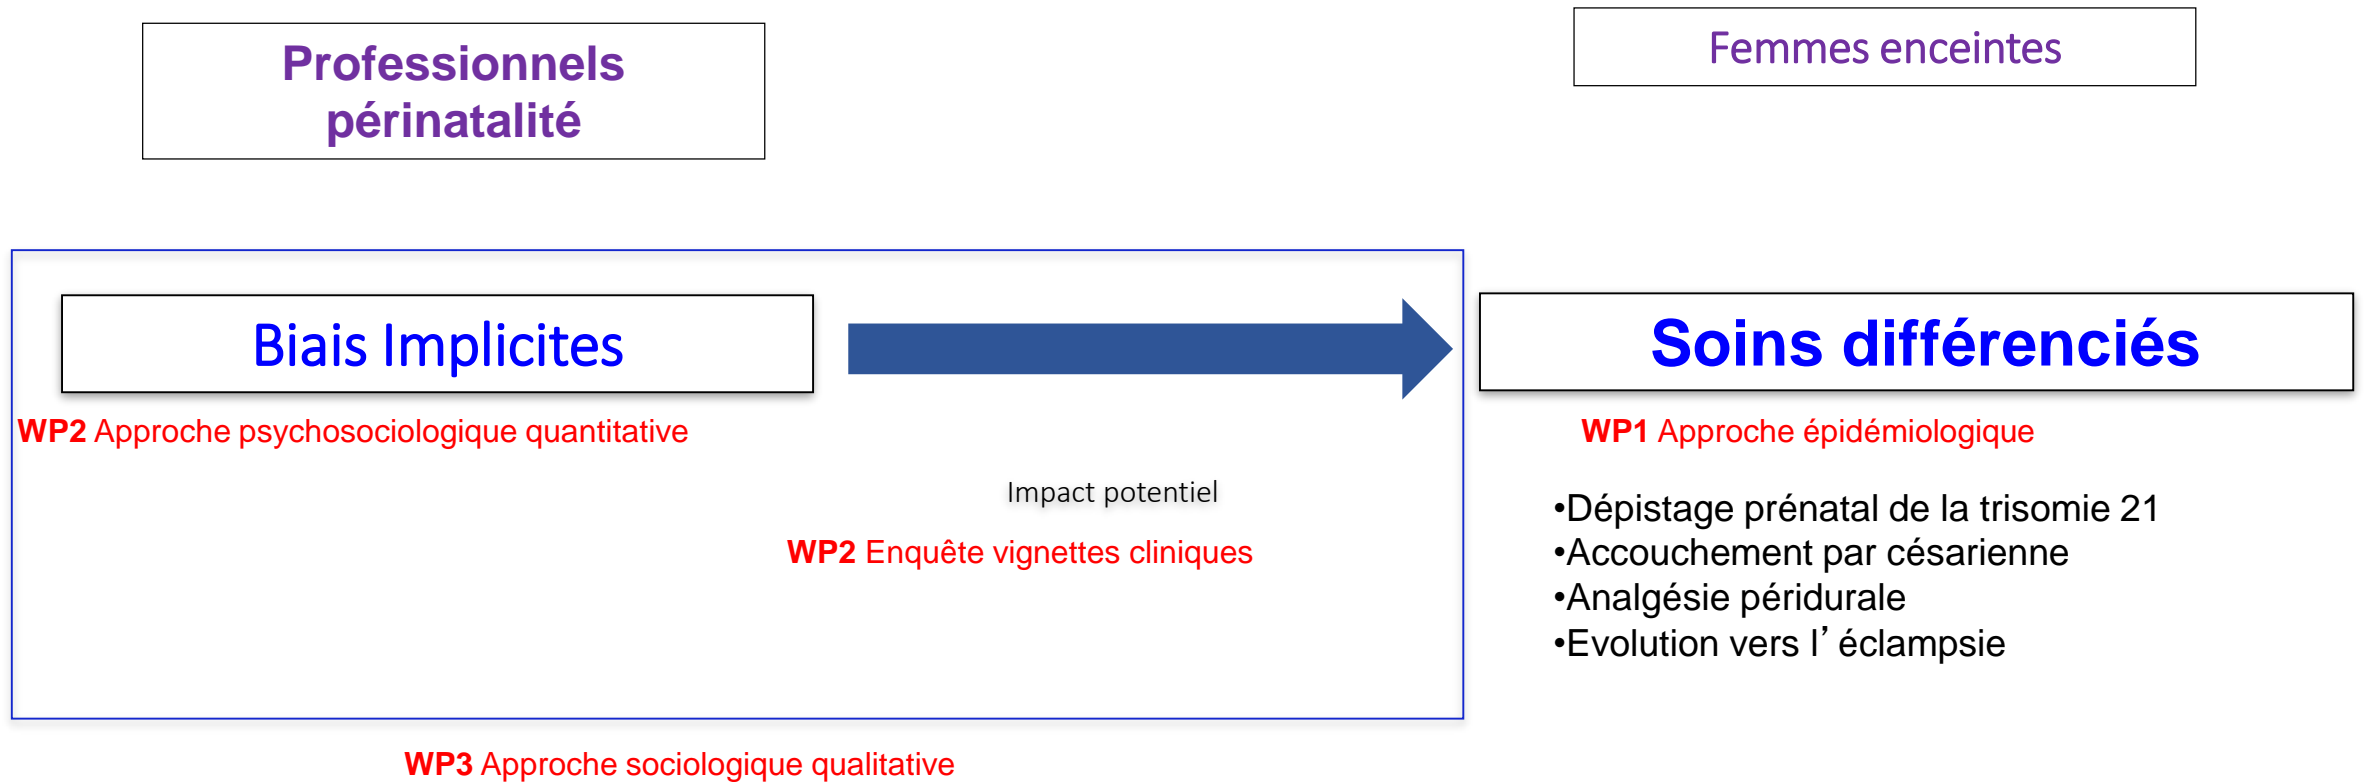 Professionnels
périnatalité
Femmes enceintes
Biais Implicites
Soins différenciés
WP2 Approche psychosociologique quantitative
WP1 Approche épidémiologique
Impact potentiel
WP2 Enquête vignettes cliniques
•Dépistage prénatal de la trisomie 21
•Accouchement par césarienne
•Analgésie péridurale
•Evolution vers l’ éclampsie
WP3 Approche sociologique qualitative